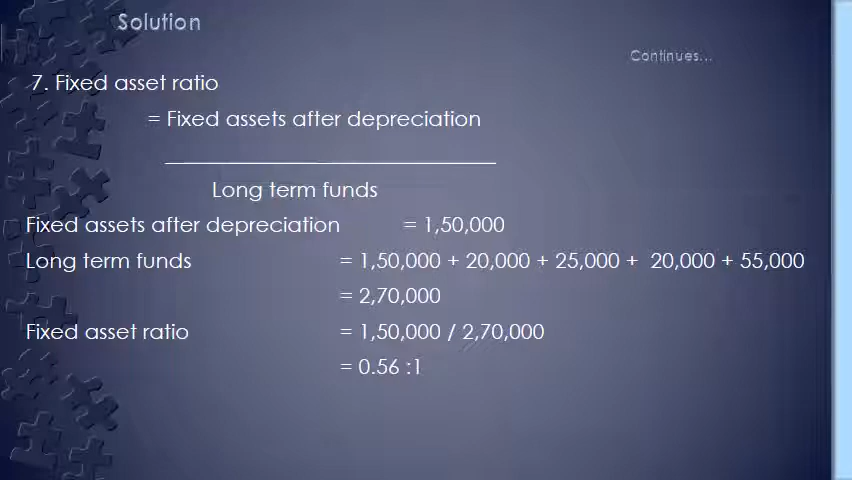 Solution
Continues...
7. Fixed asset ratio
= Fixed assets after depreciation
Long term funds
Fixed assets after depreciation = 1,50,000
Long term funds = 1,50,000 + 20,000 + 25,000 + 20,000 + 55,000
= 2,70,000
Fixed asset ratio = 1,50,000 / 2,70,000
= 0.56 :1